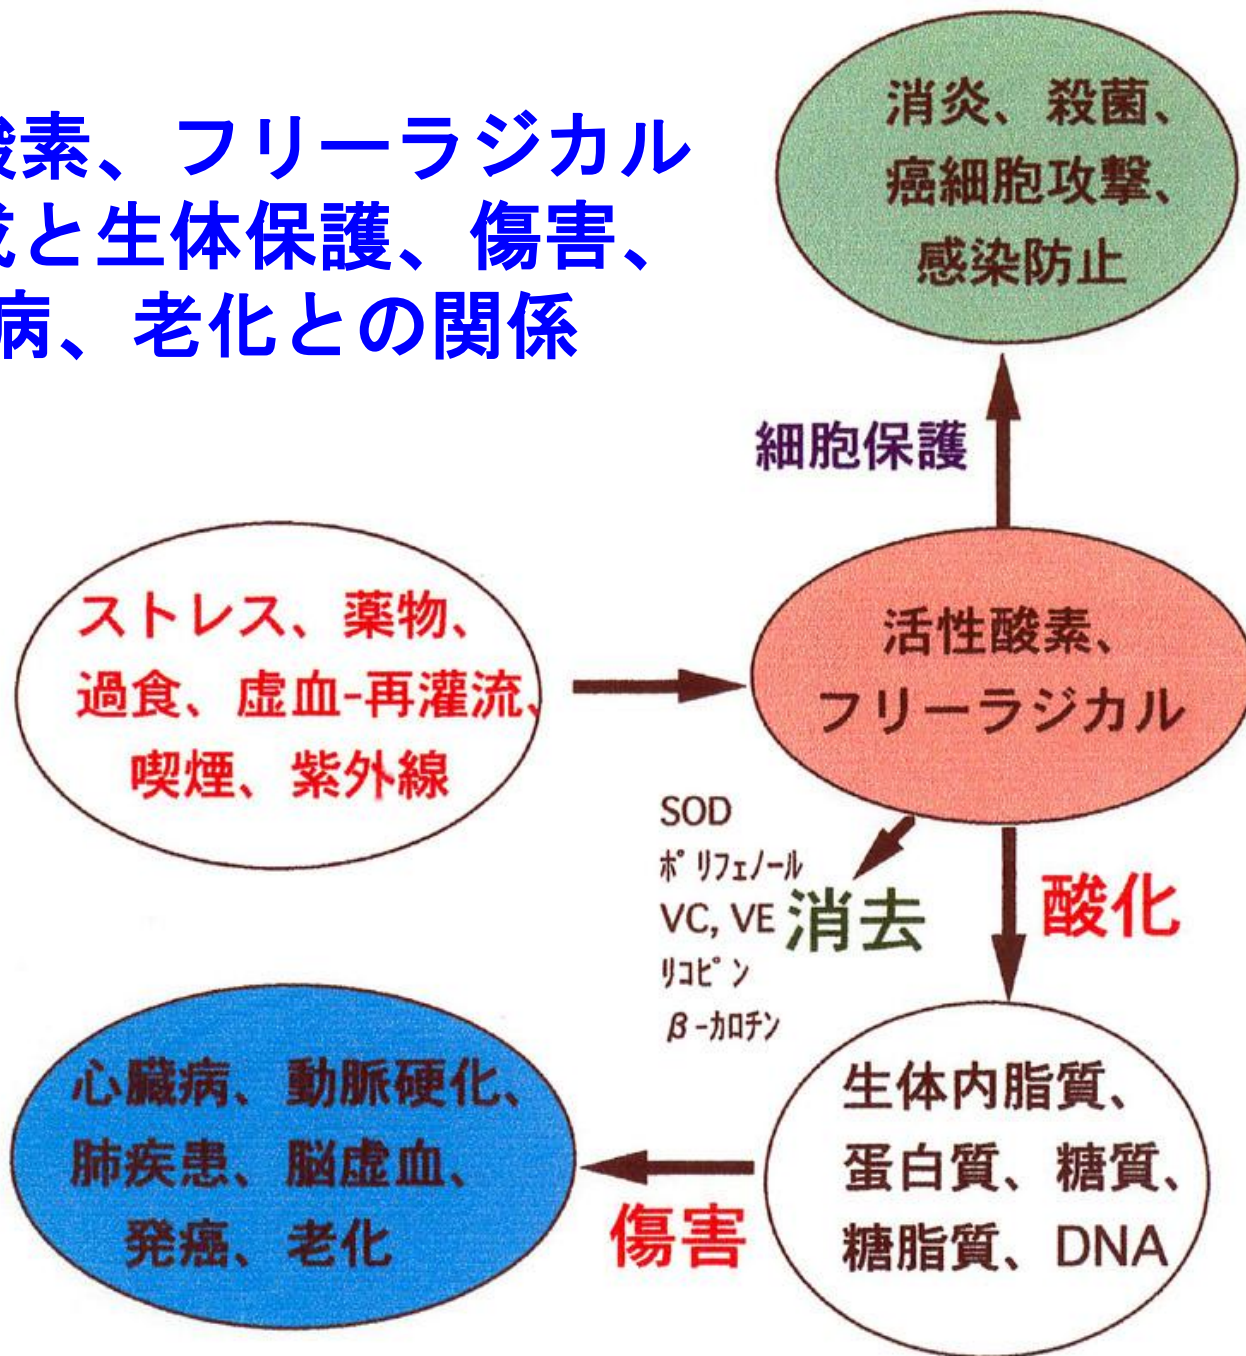 酸素、フリーラジカル
成と生体保護、傷害、
病、老化との関係
消炎、殺菌、
癌細胞攻撃、
感染防止
細胞保護
ストレス、薬物、
過食、虚血-再灌流、
喫煙、紫外線
活性酸素、
フリーラジカル
SOD
ポリフェノール
VC, VE
リコピン
β-カロチン
消去
酸化
心臓病、動脈硬化、
肺疾患、脳虚血、
発癌、老化
傷害
生体内脂質、
蛋白質、糖質、
糖脂質、DNA